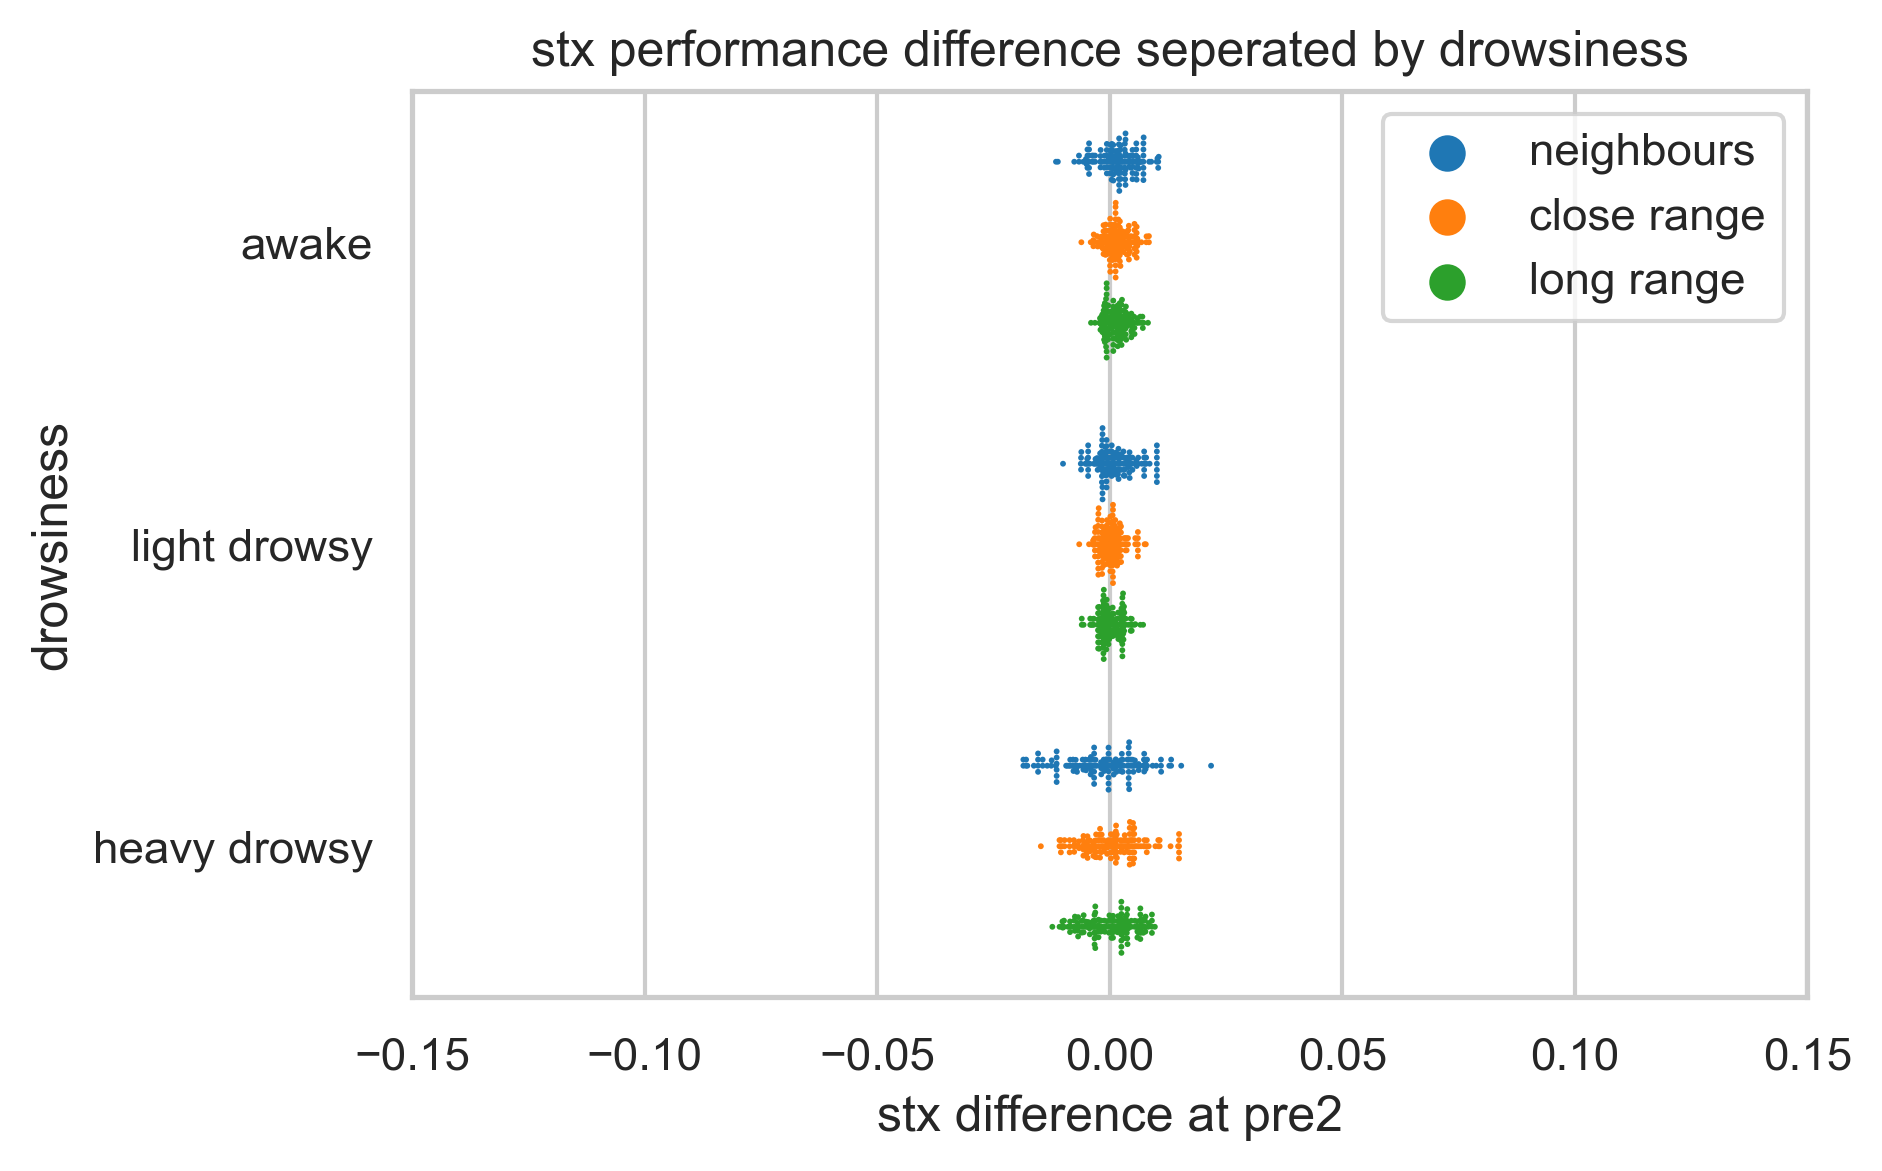 stx performance difference seperated by drowsiness
neighbours
close range
long range
awake
light drowsy
heavy drowsy
drowsiness
−0.15 −0.10 −0.05 0.00 0.05 0.10 0.15
stx difference at pre2